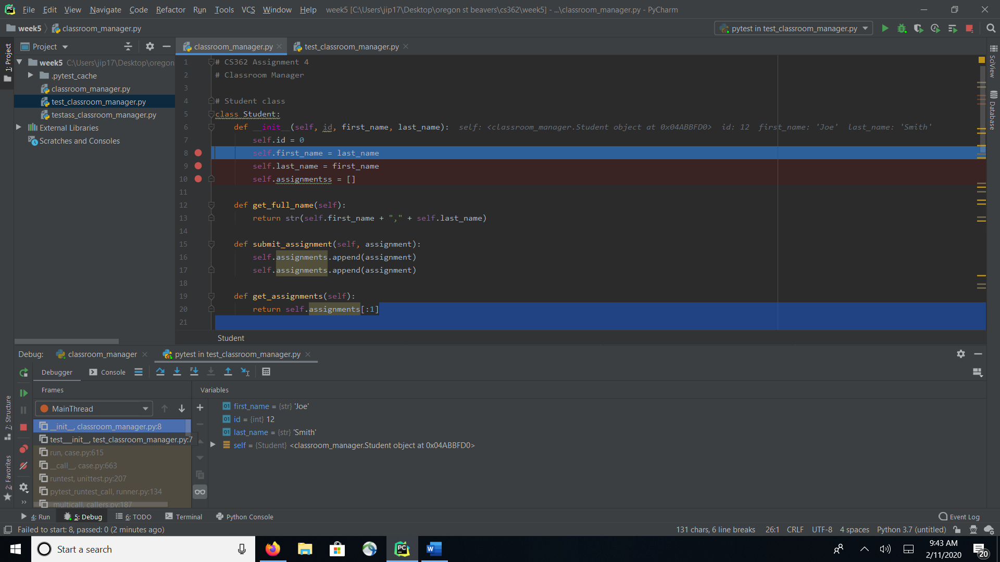 File Edit View Navigate Code Refactor Run Tools VCS Window Help week5 [C:\Users\jip17\Desktop\oregon st beavers\cs362\week5] - ...\classroom_manager.py - PyCharm
week5 classroom_manager.py
pytest in test_classroom_manager.py
1: Project
Project
week5 C:\Users\jip17\Desktop\oregon
.pytest_cache
classroom_manager.py
test_classroom_manager.py
testass_classroom_manager.py
External Libraries
Scratches and Consoles
classroom_manager.py
test_classroom_manager.py
1 # CS362 Assignment 4
2 # Classroom Manager
3
4 # Student class
5 class Student:
6 def __init__(self, id, first_name, last_name): self: <classroom_manager.Student object at 0x04ABBFD0> id: 12 first_name: 'Joe' last_name: 'Smith'
7 self.id = 0
8 self.first_name = last_name
9 self.last_name = first_name
10 self.assignmentss = []
11
12 def get_full_name(self):
13 return str(self.first_name + "," + self.last_name)
14
15 def submit_assignment(self, assignment):
16 self.assignments.append(assignment)
17 self.assignments.append(assignment)
18
19 def get_assignments(self):
20 return self.assignments[:1]
21
Student
SciView
Database
Debug: classroom_manager pytest in test_classroom_manager.py
Debugger Console
Frames
Variables
MainThread
__init__, classroom_manager.py:8
test__init__, test_classroom_manager.py:7
run, case.py:615
__call__, case.py:663
runtest, unittest.py:207
pytest_runtest_call, runner.py:134
_multicall, callers.py:187
01 first_name = {str} 'Joe'
01 id = {int} 12
01 last_name = {str} 'Smith'
self = {Student} <classroom_manager.Student object at 0x04ABBFD0>
7: Structure
2: Favorites
4: Run 5: Debug 6: TODO Terminal Python Console
Event Log
Failed to start: 8, passed: 0 (2 minutes ago)
131 chars, 6 line breaks 26:1 CRLF UTF-8 4 spaces Python 3.7 (untitled)
Start a search
PC
W
9:43 AM
2/11/2020
20